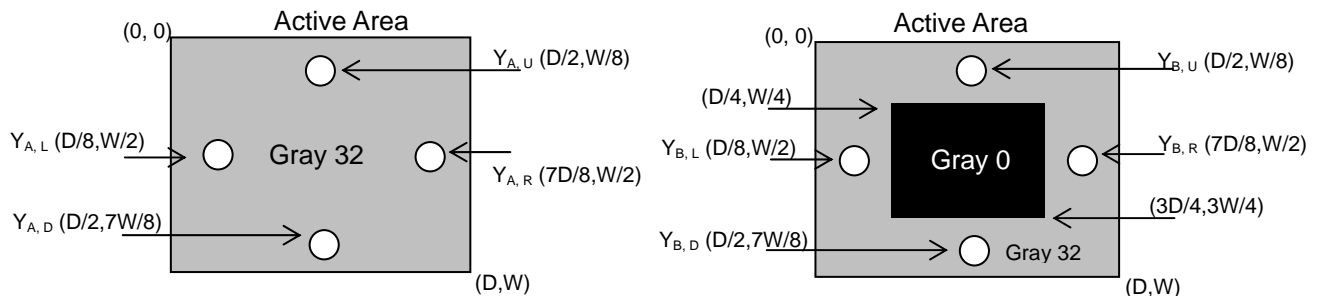 Active Area
(0, 0)
Y_A, U (D/2,W/8)
Y_A, L (D/8,W/2)
Gray 32
Y_A, R (7D/8,W/2)
Y_A, D (D/2,7W/8)
(D,W)
Active Area
(0, 0)
Y_B, U (D/2,W/8)
(D/4,W/4)
Y_B, L (D/8,W/2)
Gray 0
Y_B, R (7D/8,W/2)
(3D/4,3W/4)
Y_B, D (D/2,7W/8)
Gray 32
(D,W)